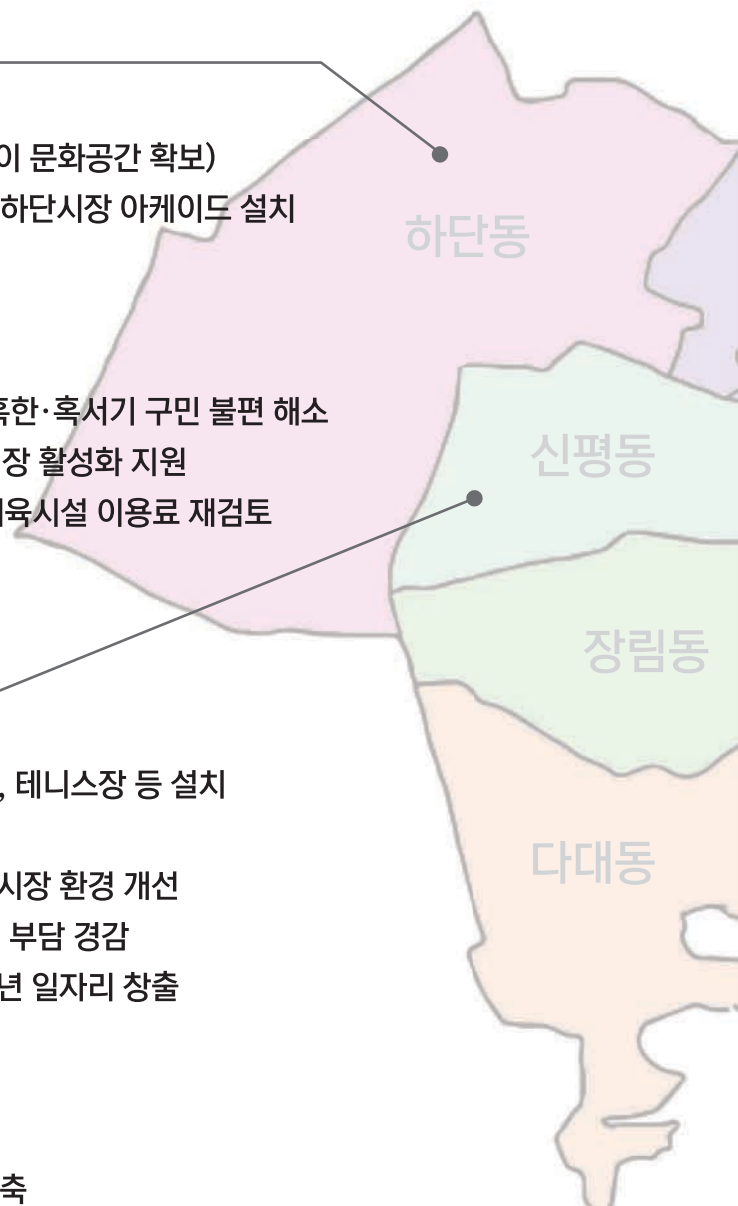 이 문화공간 확보)
하단시장 아케이드 설치
하단동
혹한·혹서기 구민 불편 해소
신평동
장 활성화 지원
육시설 이용료 재검토
장림동
, 테니스장 등 설치
다대동
시장 환경 개선
부담 경감
년 일자리 창출
축